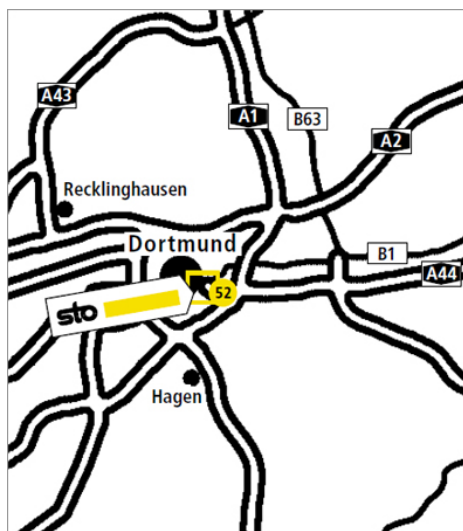 A43
A1
B63
A2
Recklinghausen
Dortmund
B1
A44
52
sto
Hagen